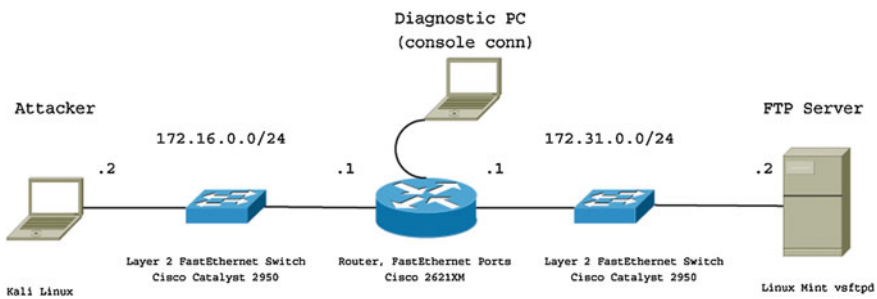 Diagnostic PC
(console conn)
Attacker
FTP Server
172.16.0.0/24
172.31.0.0/24
.2
.1
.1
.2
Layer 2 FastEthernet Switch
Cisco Catalyst 2950
Router, FastEthernet Ports
Cisco 2621XM
Layer 2 FastEthernet Switch
Cisco Catalyst 2950
Kali Linux
Linux Mint vsftpd